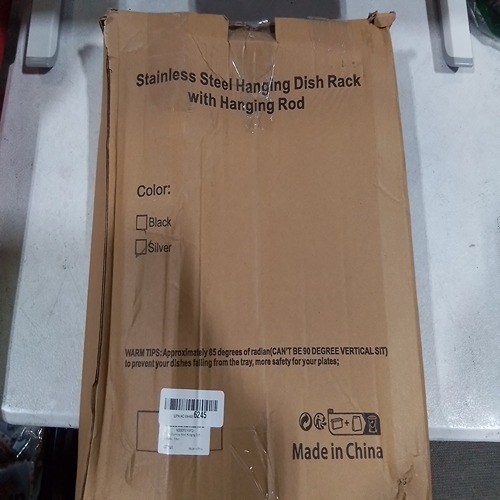 Stainless Steel Hanging Dish Rack
with Hanging Rod
Color:
Black
Silver
WARM TIPS:Approximately 85 degrees of radian(CAN'T BE 90 DEGREE VERTICAL SIT)
to prevent your dishes falling from the tray, more safety for your plates;
6245
Made in China